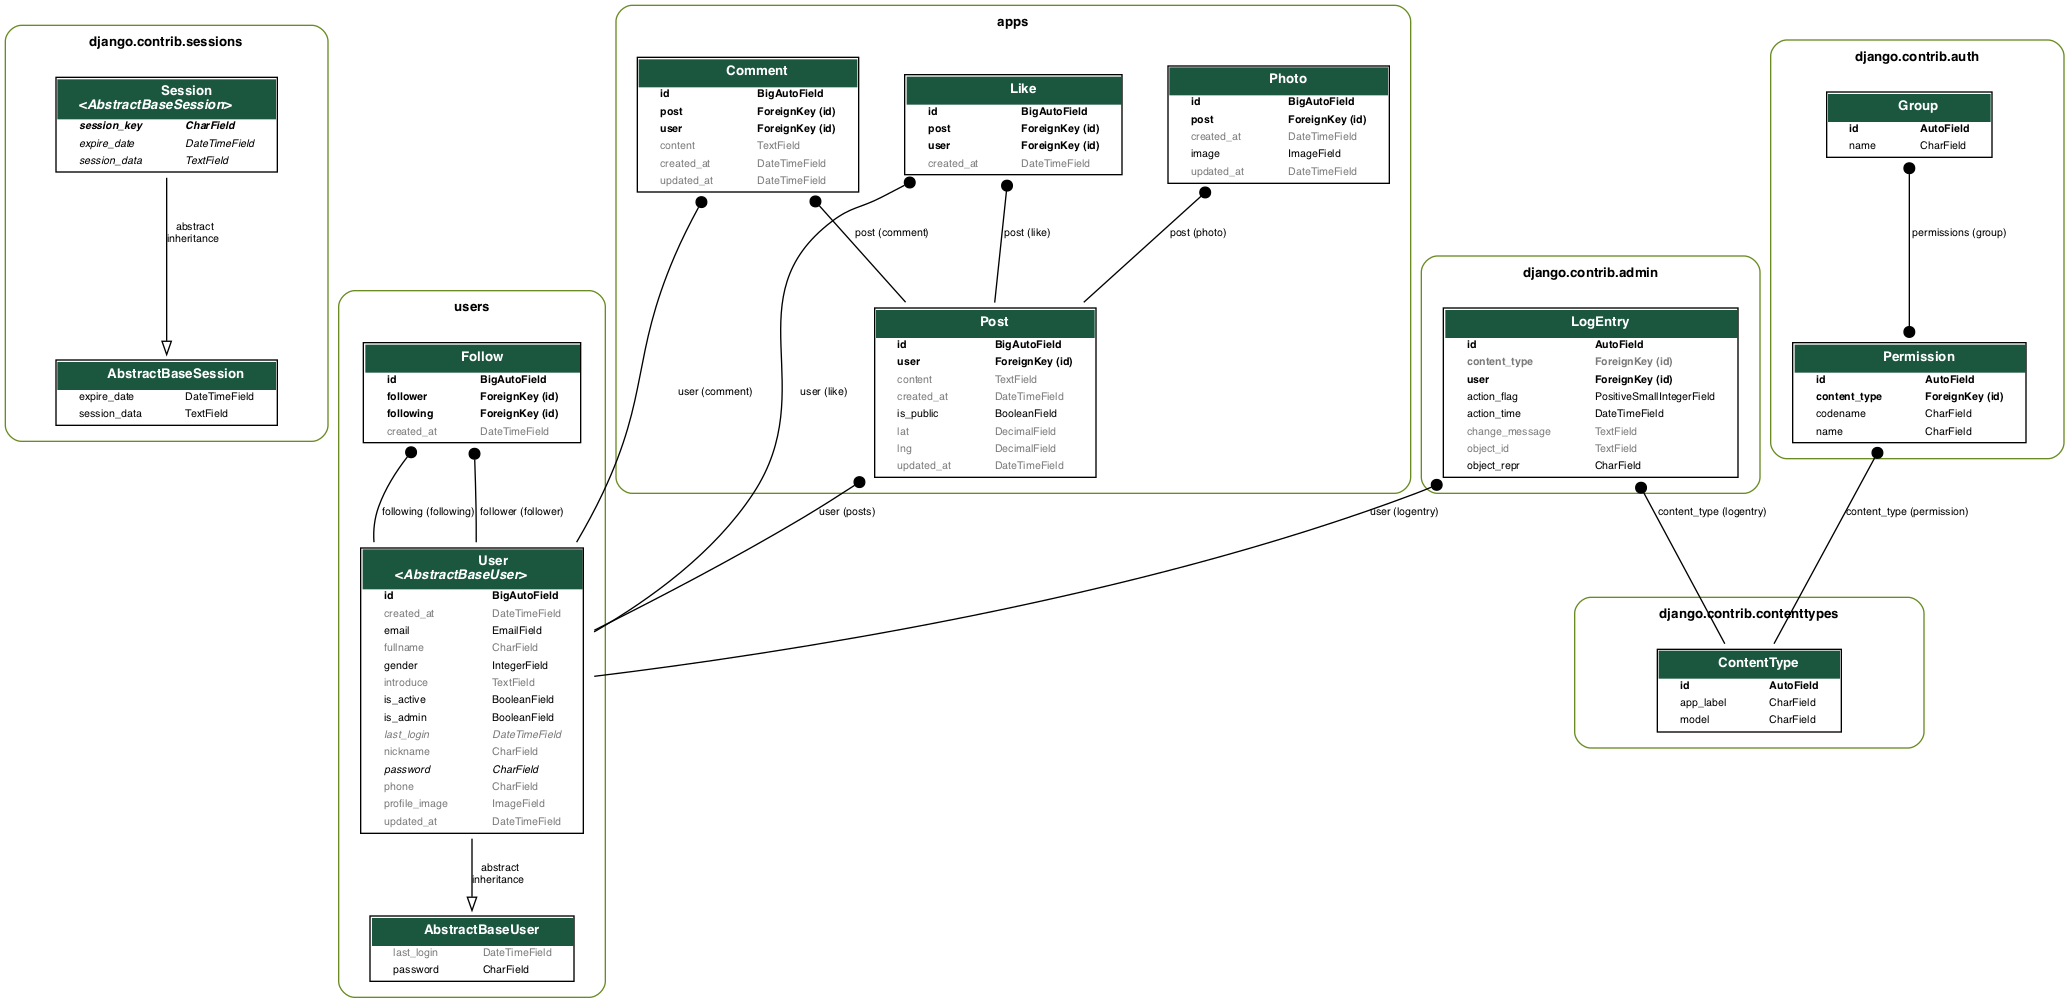 django.contrib.sessions
Session
<AbstractBaseSession>
session_key CharField
expire_date DateTimeField
session_data TextField
abstract
inheritance
AbstractBaseSession
expire_date DateTimeField
session_data TextField
users
Follow
id BigAutoField
follower ForeignKey (id)
following ForeignKey (id)
created_at DateTimeField
following (following)
follower (follower)
User
<AbstractBaseUser>
id BigAutoField
created_at DateTimeField
email EmailField
fullname CharField
gender IntegerField
introduce TextField
is_active BooleanField
is_admin BooleanField
last_login DateTimeField
nickname CharField
password CharField
phone CharField
profile_image ImageField
updated_at DateTimeField
abstract
inheritance
AbstractBaseUser
last_login DateTimeField
password CharField
apps
Comment
id BigAutoField
post ForeignKey (id)
user ForeignKey (id)
content TextField
created_at DateTimeField
updated_at DateTimeField
Like
id BigAutoField
post ForeignKey (id)
user ForeignKey (id)
created_at DateTimeField
Photo
id BigAutoField
post ForeignKey (id)
created_at DateTimeField
image ImageField
updated_at DateTimeField
post (comment)
post (like)
post (photo)
Post
id BigAutoField
user ForeignKey (id)
content TextField
created_at DateTimeField
is_public BooleanField
lat DecimalField
lng DecimalField
updated_at DateTimeField
user (comment)
user (like)
user (posts)
django.contrib.admin
LogEntry
id AutoField
content_type ForeignKey (id)
user ForeignKey (id)
action_flag PositiveSmallIntegerField
action_time DateTimeField
change_message TextField
object_id TextField
object_repr CharField
user (logentry)
content_type (logentry)
django.contrib.auth
Group
id AutoField
name CharField
permissions (group)
Permission
id AutoField
content_type ForeignKey (id)
codename CharField
name CharField
content_type (permission)
django.contrib.contenttypes
ContentType
id AutoField
app_label CharField
model CharField